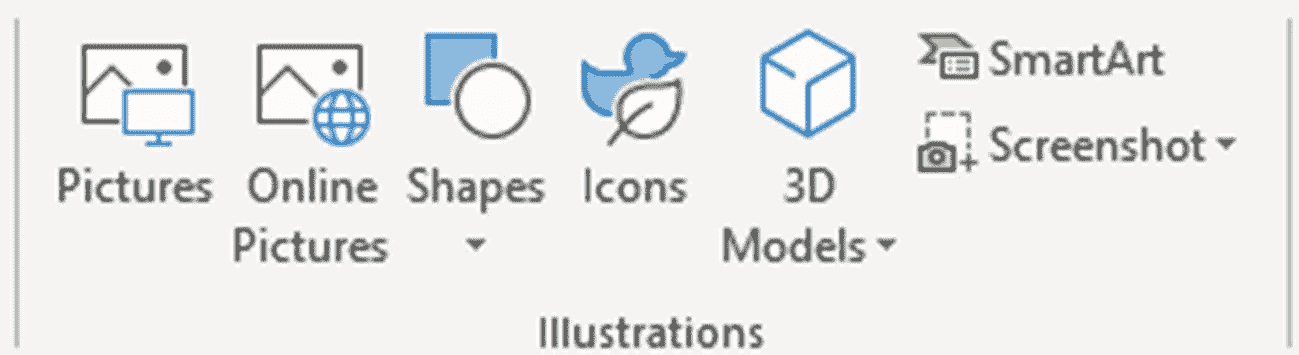 Pictures
Online
Pictures
Shapes
Icons
3D
Models
SmartArt
Screenshot
Illustrations